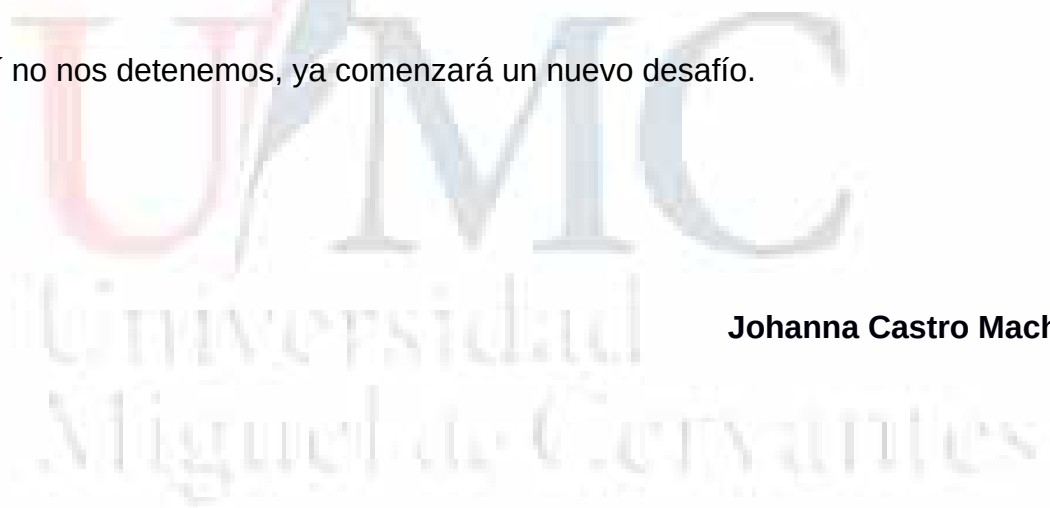 no nos detenemos, ya comenzará un nuevo desafío.
UMC
Johanna Castro
Universidad
Miguel de Cervantes